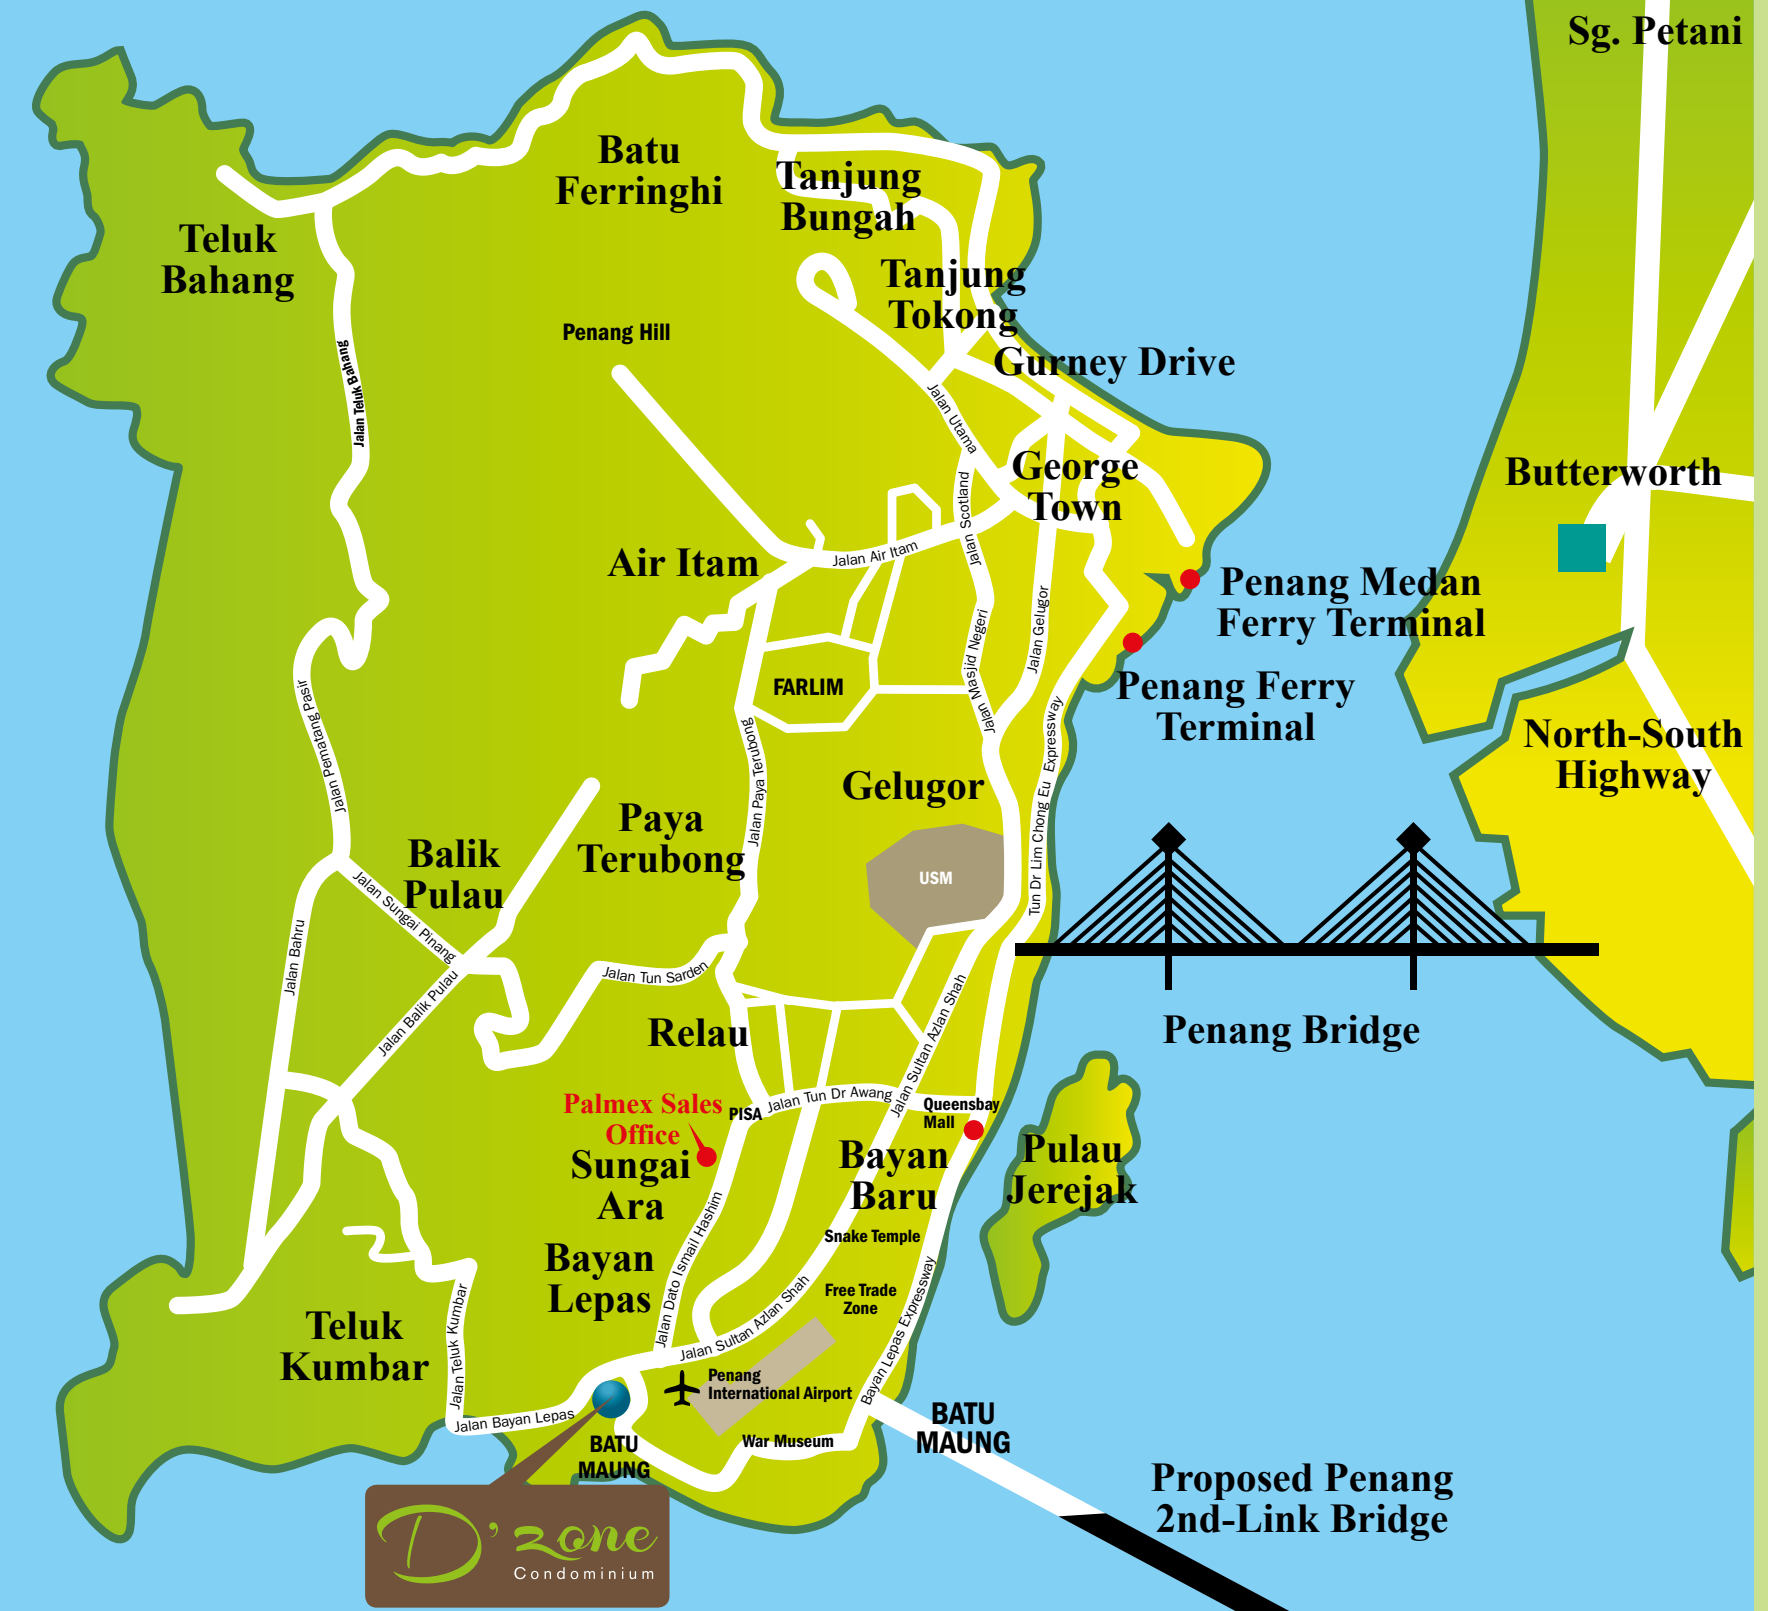 Sg. Petani
Batu
Ferringhi
Tanjung
Bungah
Teluk
Bahang
Tanjung
Tokong
Penang Hill
Gurney Drive
Jalan Teluk Bahang
Jalan Utama
George
Town
Butterworth
Jalan Scotland
Air Itam
Jalan Air Itam
Penang Medan
Ferry Terminal
Jalan Gelugor
Jalan Masjid Negeri
FARLIM
Penang Ferry
Terminal
Jalan Pematang Pasir
Jalan Paya Terubong
Tun Dr Lim Chong Eu Expressway
North-South
Highway
Gelugor
Paya
Terubong
Balik
Pulau
USM
Jalan Sungai Pinang
Jalan Bahru
Jalan Balik Pulau
Jalan Tun Sarden
Jalan Sultan Azlan Shah
Relau
Penang Bridge
Palmex Sales
Office
PISA
Jalan Tun Dr Awang
Queensbay
Mall
Sungai
Ara
Bayan
Baru
Pulau
Jerejak
Jalan Dato Ismail Hashim
Snake Temple
Bayan
Lepas
Free Trade
Zone
Jalan Sultan Azlan Shah
Bayan Lepas Expressway
Teluk
Kumbar
Jalan Teluk Kumbar
Penang
International Airport
Jalan Bayan Lepas
BATU
MAUNG
War Museum
BATU
MAUNG
Proposed Penang
2nd-Link Bridge
D'zone
Condominium